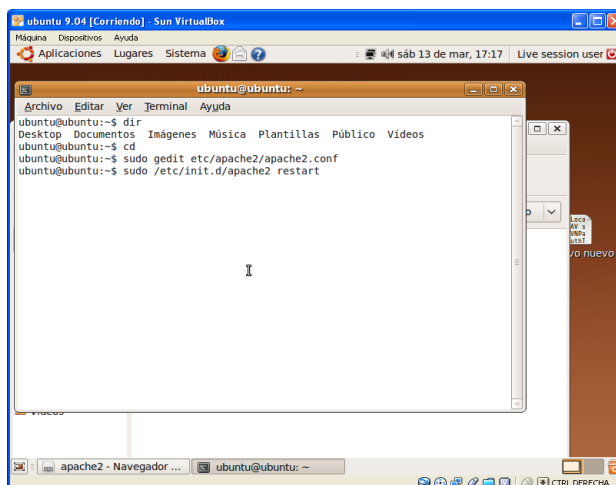 ubuntu 9.04 [Corriendo] - Sun VirtualBox
Máquina Dispositivos Ayuda
Aplicaciones Lugares Sistema sáb 13 de mar, 17:17 Live session user
ubuntu@ubuntu: ~
Archivo Editar Ver Terminal Ayuda
ubuntu@ubuntu:~$ dir
Desktop Documentos Imágenes Música Plantillas Público Vídeos
ubuntu@ubuntu:~$ cd
ubuntu@ubuntu:~$ sudo gedit etc/apache2/apache2.conf
ubuntu@ubuntu:~$ sudo /etc/init.d/apache2 restart
vo nuevo
apache2 - Navegador ... ubuntu@ubuntu: ~
CTRL DERECHA